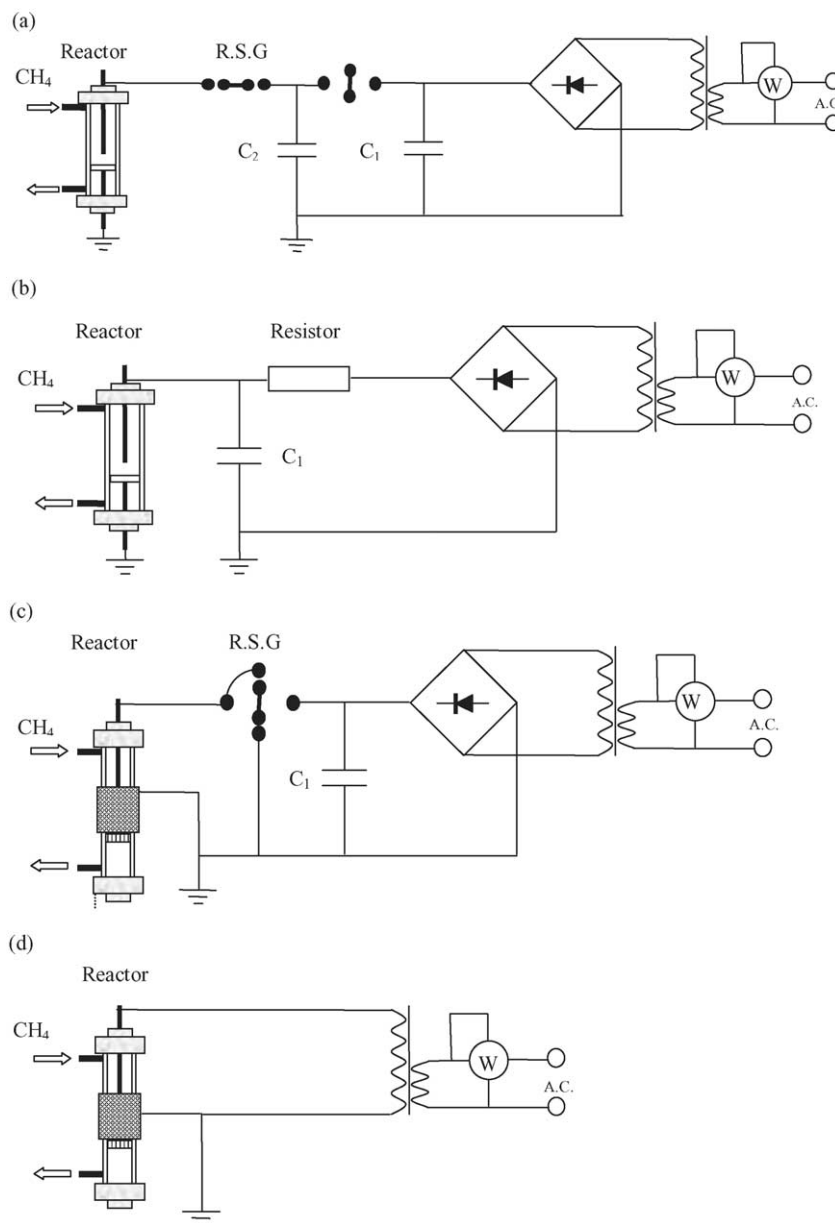 (a)
Reactor
R.S.G
CH₄
W
A.C.
C₂
C₁
(b)
Reactor
Resistor
CH₄
W
A.C.
C₁
(c)
Reactor
R.S.G
CH₄
W
A.C.
C₁
(d)
Reactor
CH₄
W
A.C.